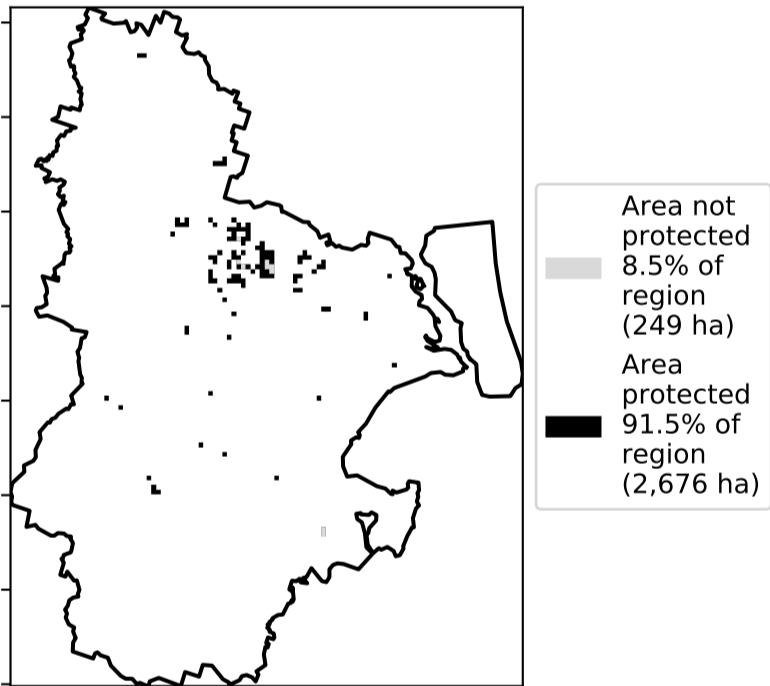 Area not
protected
8.5% of
region
(249 ha)
Area
protected
91.5% of
region
(2,676 ha)